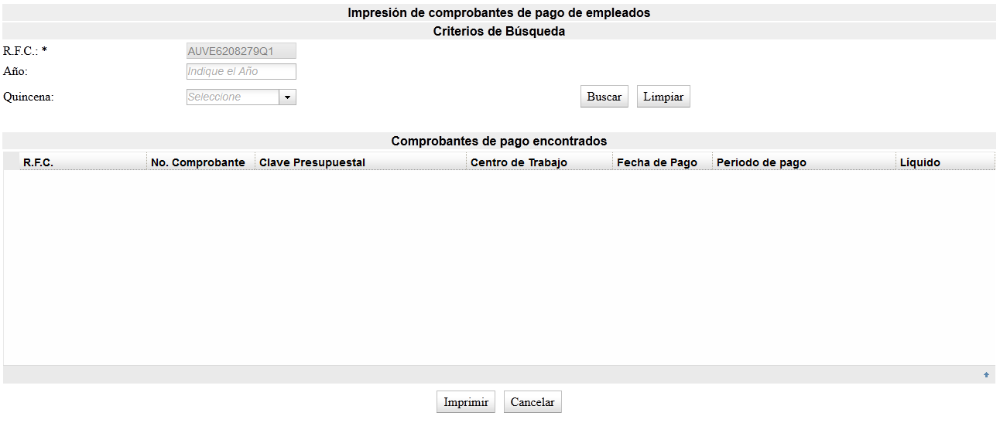 Impresión de comprobantes de pago de empleados
Criterios de Búsqueda
R.F.C.: * AUVE6208279Q1
Año: Indique el Año
Quincena: Seleccione Buscar Limpiar
Comprobantes de pago encontrados
R.F.C. No. Comprobante Clave Presupuestal Centro de Trabajo Fecha de Pago Periodo de pago Líquido
Imprimir Cancelar